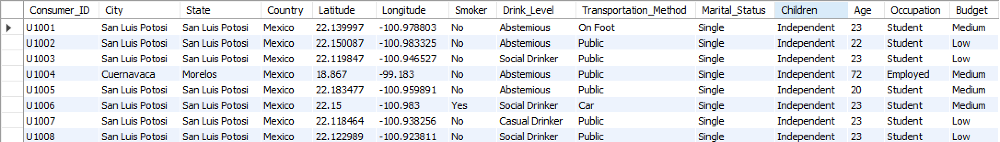 Consumer_ID City State Country Latitude Longitude Smoker Drink_Level Transportation_Method Marital_Status Children Age Occupation Budget
U1001 San Luis Potosi San Luis Potosi Mexico 22.139997 -100.978803 No Abstemious On Foot Single Independent 23 Student Medium
U1002 San Luis Potosi San Luis Potosi Mexico 22.150087 -100.983325 No Abstemious Public Single Independent 22 Student Low
U1003 San Luis Potosi San Luis Potosi Mexico 22.119847 -100.946527 No Social Drinker Public Single Independent 23 Student Low
U1004 Cuernavaca Morelos Mexico 18.867 -99.183 No Abstemious Public Single Independent 72 Employed Medium
U1005 San Luis Potosi San Luis Potosi Mexico 22.183477 -100.959891 No Abstemious Public Single Independent 20 Student Medium
U1006 San Luis Potosi San Luis Potosi Mexico 22.15 -100.983 Yes Social Drinker Car Single Independent 23 Student Medium
U1007 San Luis Potosi San Luis Potosi Mexico 22.118464 -100.938256 No Casual Drinker Public Single Independent 23 Student Low
U1008 San Luis Potosi San Luis Potosi Mexico 22.122989 -100.923811 No Social Drinker Public Single Independent 23 Student Low